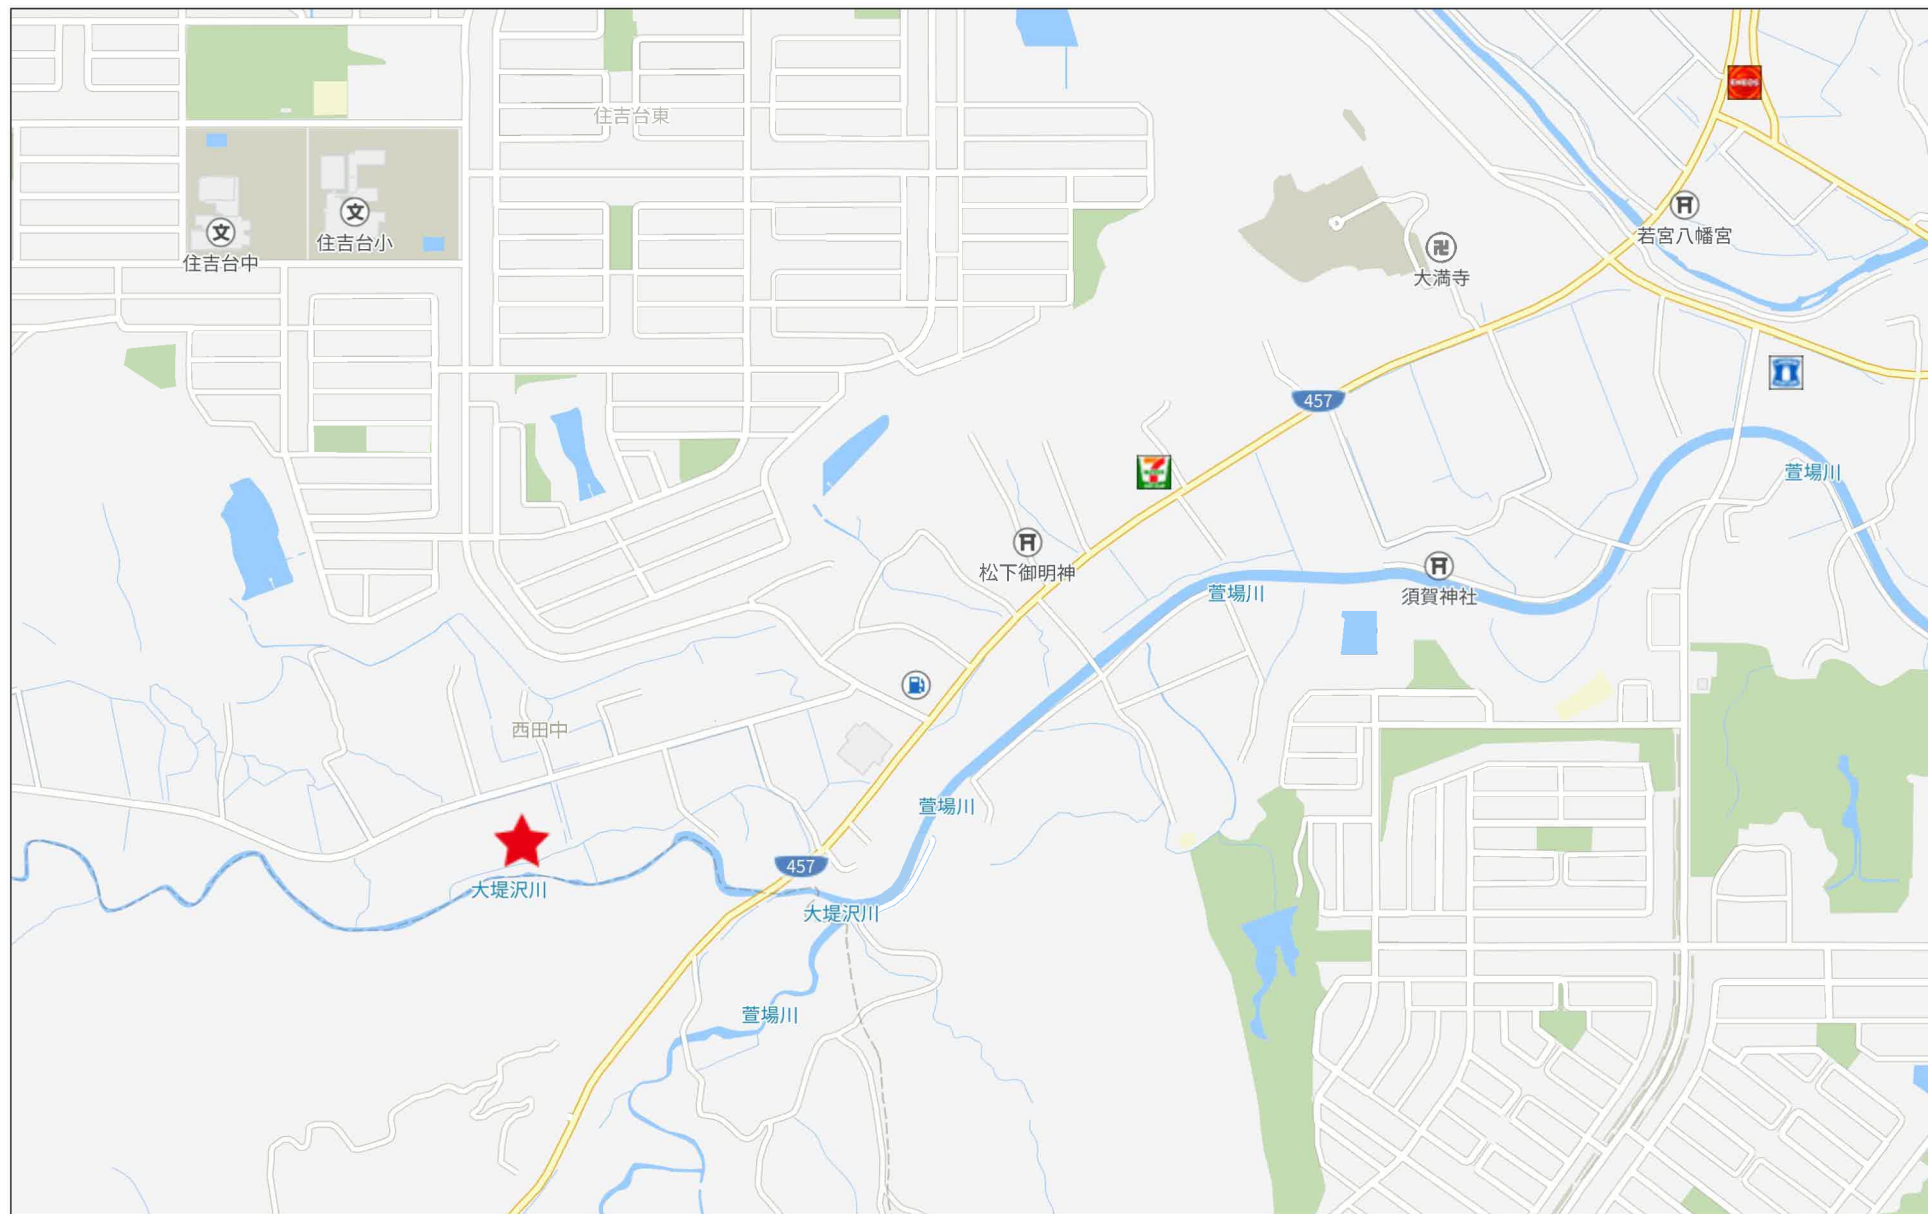 住吉台東
住吉台小
住吉台中
ENEOS
若宮八幡宮
大満寺
457
萱場川
7
松下御明神
萱場川
須賀神社
西田中
萱場川
457
大堤沢川
大堤沢川
萱場川